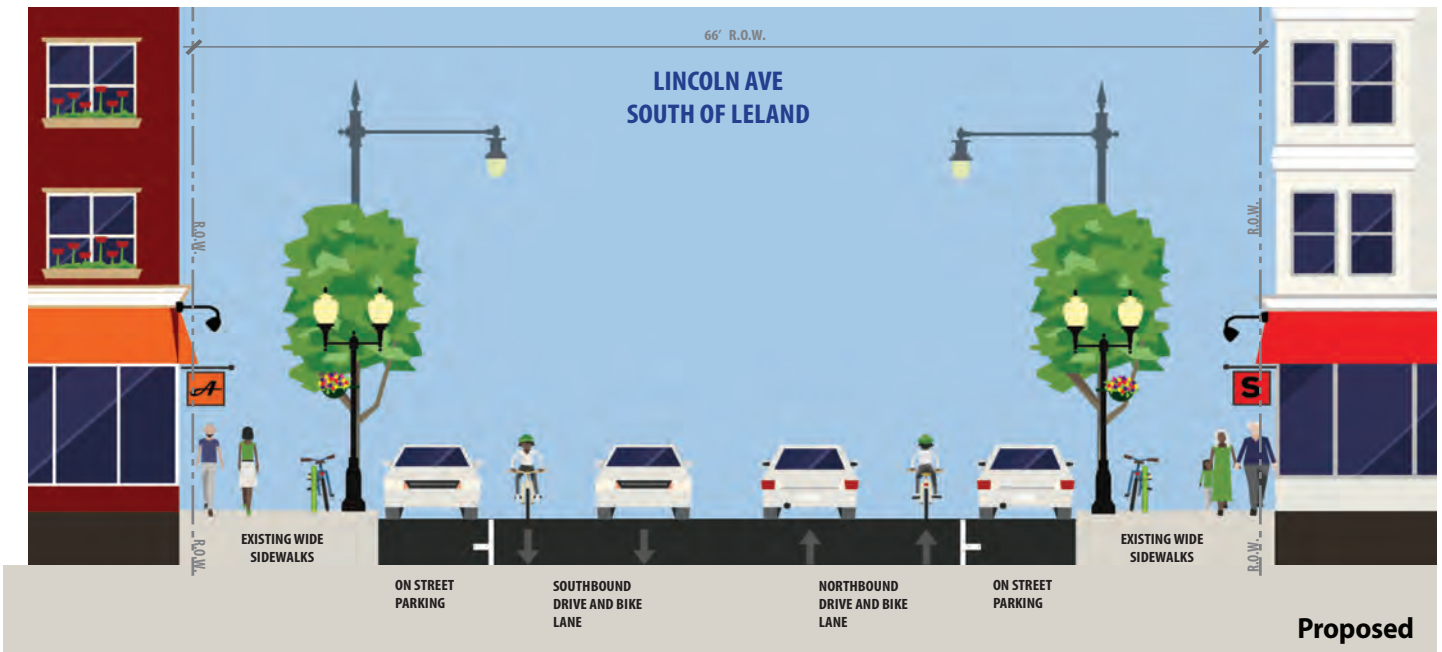 66' R.O.W.
LINCOLN AVE
SOUTH OF LELAND
R.O.W.
R.O.W.
A
S
EXISTING WIDE
SIDEWALKS
EXISTING WIDE
SIDEWALKS
R.O.W.
R.O.W.
ON STREET
PARKING
SOUTHBOUND
DRIVE AND BIKE
LANE
NORTHBOUND
DRIVE AND BIKE
LANE
ON STREET
PARKING
Proposed